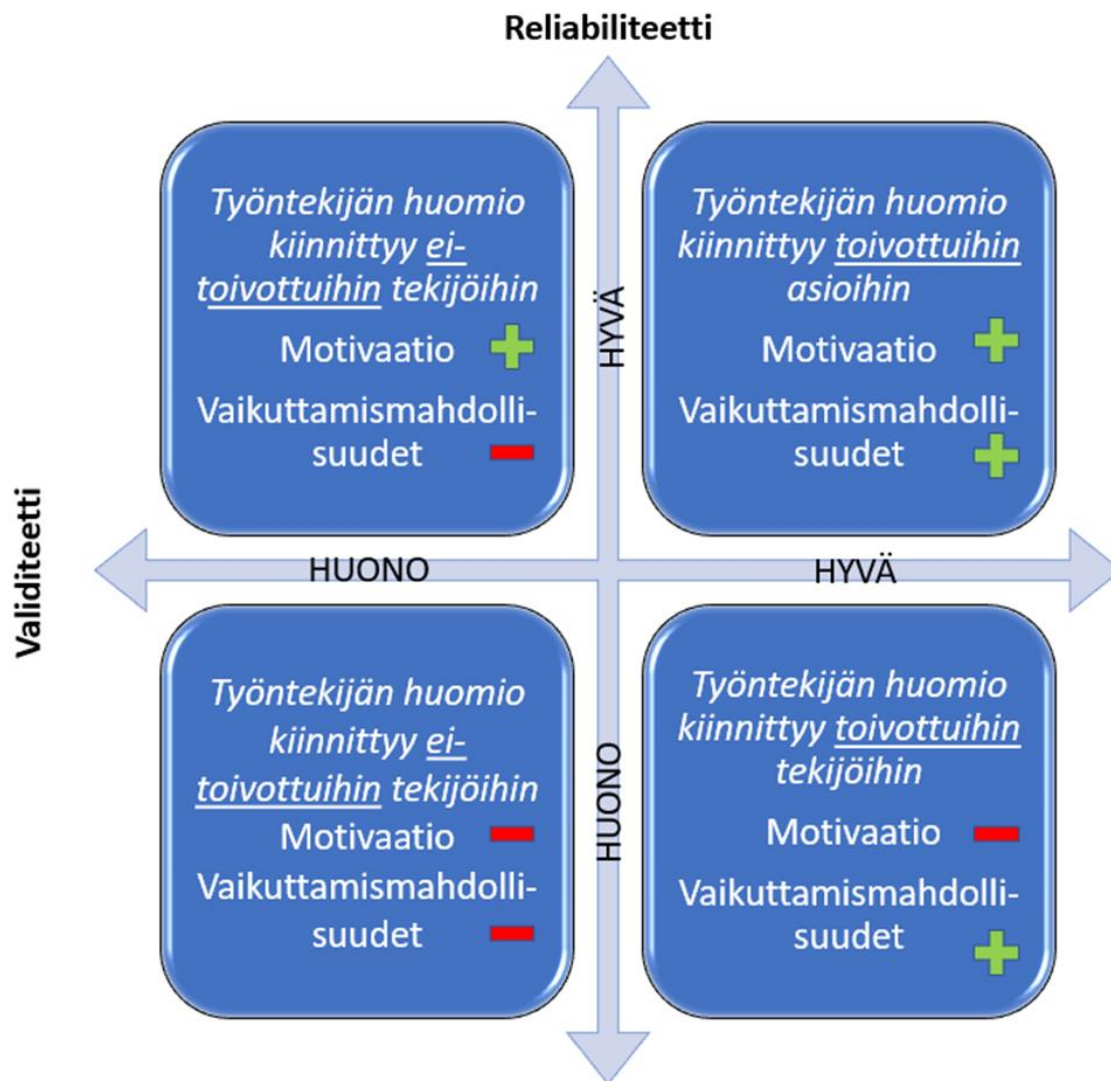 Reliabiliteetti
Työntekijän huomio
kiinnittyy ei-
toivottuihin tekijöihin
Motivaatio
Vaikuttamismahdolli-
suudet
HYVÄ
Työntekijän huomio
kiinnittyy toivottuihin
asioihin
Motivaatio
Vaikuttamismahdolli-
suudet
Validiteetti
HUONO
HYVÄ
Työntekijän huomio
kiinnittyy ei-
toivottuihin tekijöihin
Motivaatio
Vaikuttamismahdolli-
suudet
HUONO
Työntekijän huomio
kiinnittyy toivottuihin
tekijöihin
Motivaatio
Vaikuttamismahdolli-
suudet